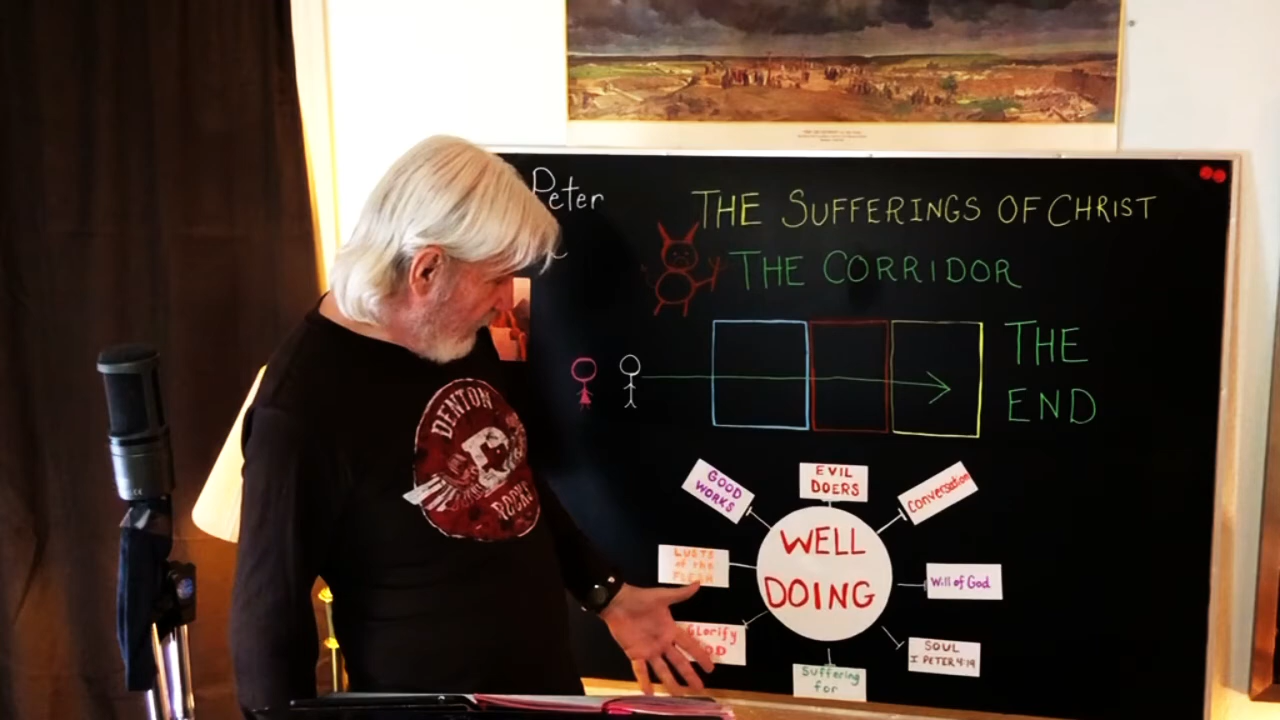 Peter
THE SUFFERINGS OF CHRIST
THE CORRIDOR
THE
END
DENTON
ROCKS
GOOD
WORKS
EVIL
DOERS
Conversation
LUSTS
of the
FLESH
WELL
DOING
Will of God
Glorify
SOUL
I PETER 4:19
Suffering
for